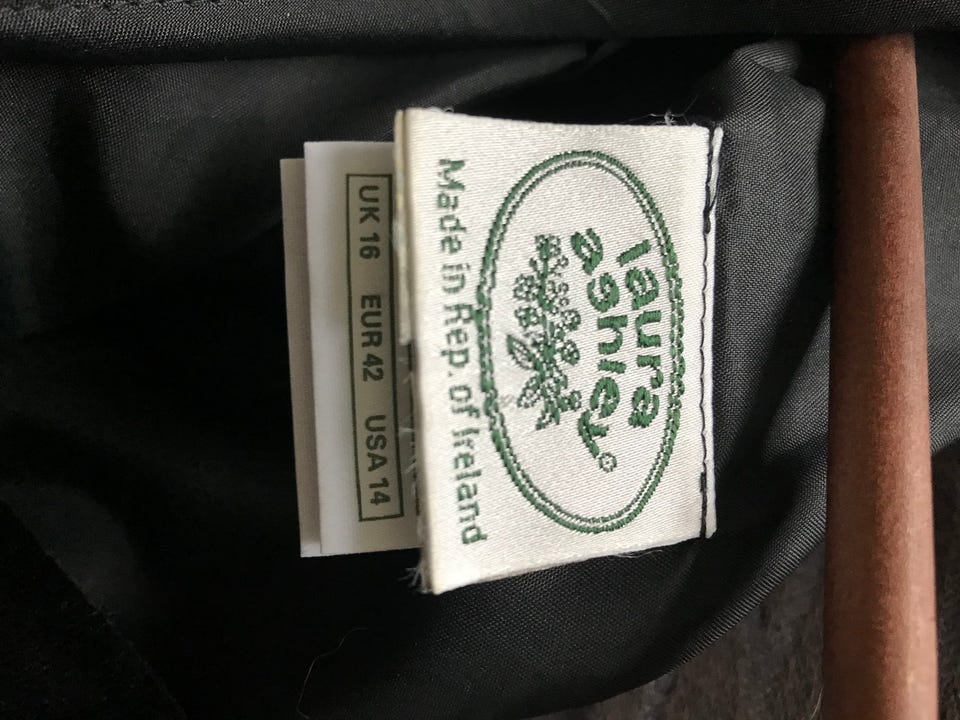 laura
ashley®
Made in Rep. of Ireland
UK 16 EUR 42 USA 14